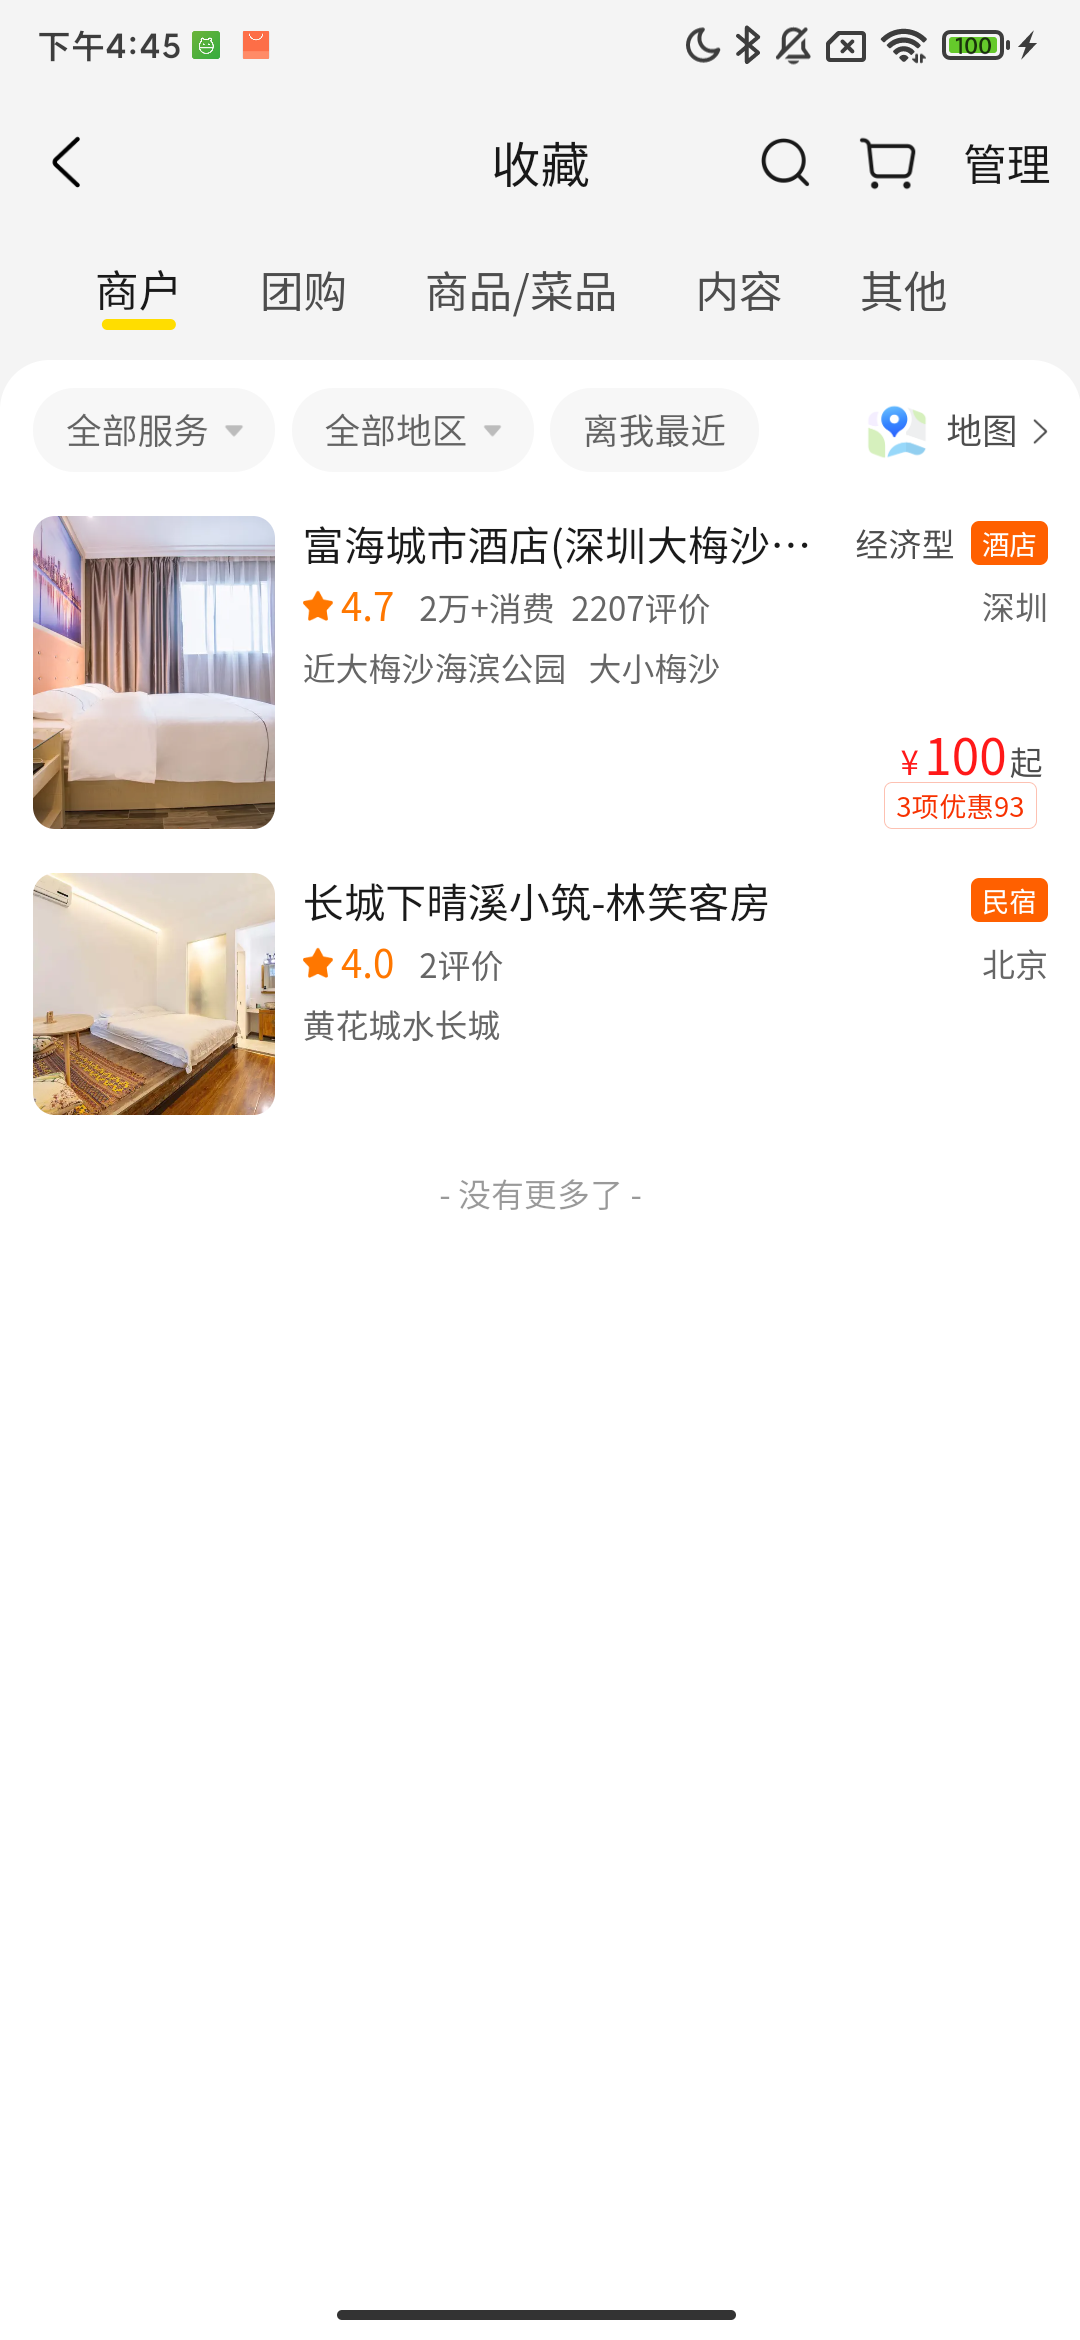 下午4:45
100
收藏
管理
商户 团购 商品/菜品 内容 其他
全部服务 全部地区 离我最近 地图
富海城市酒店(深圳大梅沙… 经济型 酒店
4.7 2万+消费 2207评价 深圳
近大梅沙海滨公园 大小梅沙
¥100起
3项优惠93
长城下晴溪小筑-林笑客房 民宿
4.0 2评价 北京
黄花城水长城
- 没有更多了 -